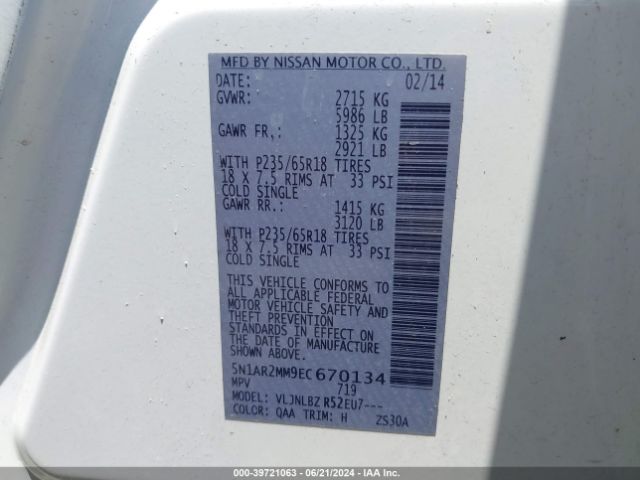 MFD BY NISSAN MOTOR CO., LTD.
DATE: 02/14
GVWR: 2715 KG
5986 LB
GAWR FR,: 1325 KG
2921 LB
WITH P235/65R18 TIRES
18 X 7.5 RIMS AT 33 PSI
COLD SINGLE
GAWR RR.: 1415 KG
3120 LB
WITH P235/65R18 TIRES
18 X 7.5 RIMS AT 33 PSI
COLD SINGLE
THIS VEHICLE CONFORMS TO
ALL APPLICABLE FEDERAL
MOTOR VEHICLE SAFETY AND
THEFT PREVENTION
STANDARDS IN EFFECT ON
THE DATE OF MANUFACTURE
SHOWN ABOVE.
5N1AR2MM9EC670134
MPV 719
MODEL: VLJNLBZ R52EU7---
COLOR: QAA TRIM: H ZS30A
000-39721063 / 06/21/2024 / IAA Inc.